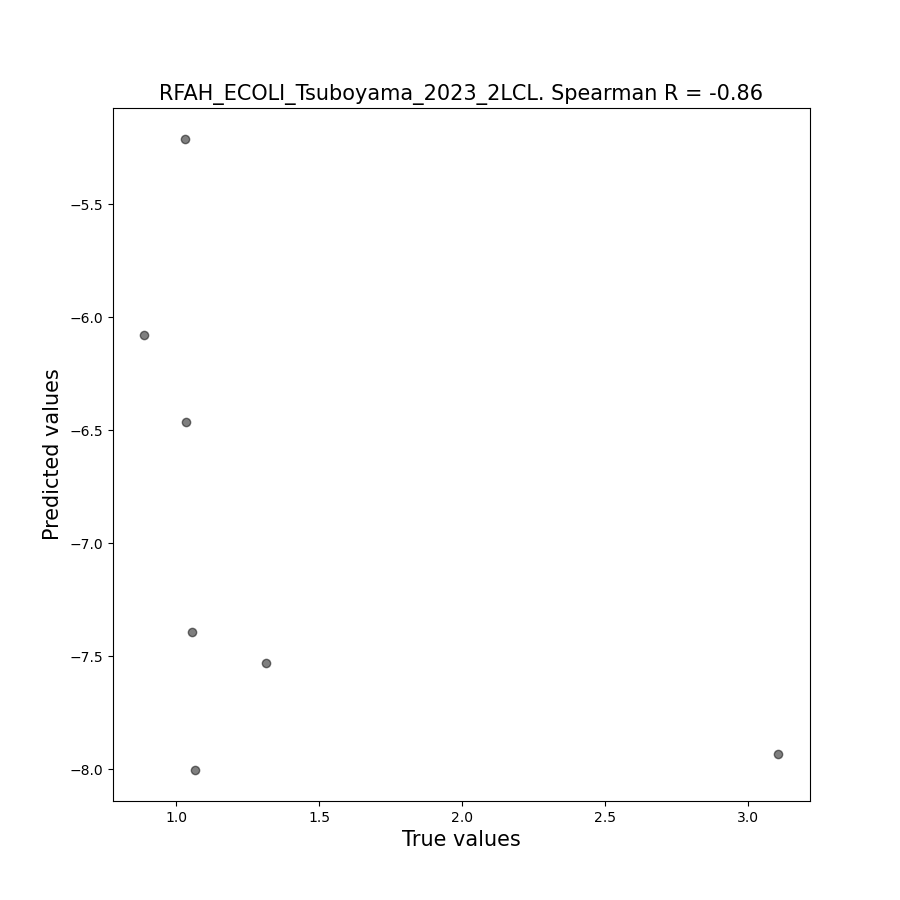 RFAH_ECOLI_Tsuboyama_2023_2LCL. Spearman R = -0.86
−5.5
−6.0
−6.5
−7.0
−7.5
−8.0
Predicted values
1.0 1.5 2.0 2.5 3.0
True values